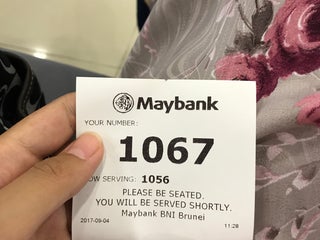 Maybank
YOUR NUMBER:
1067
OW SERVING: 1056
PLEASE BE SEATED.
YOU WILL BE SERVED SHORTLY.
Maybank BNI Brunei
2017-09-04 11:28